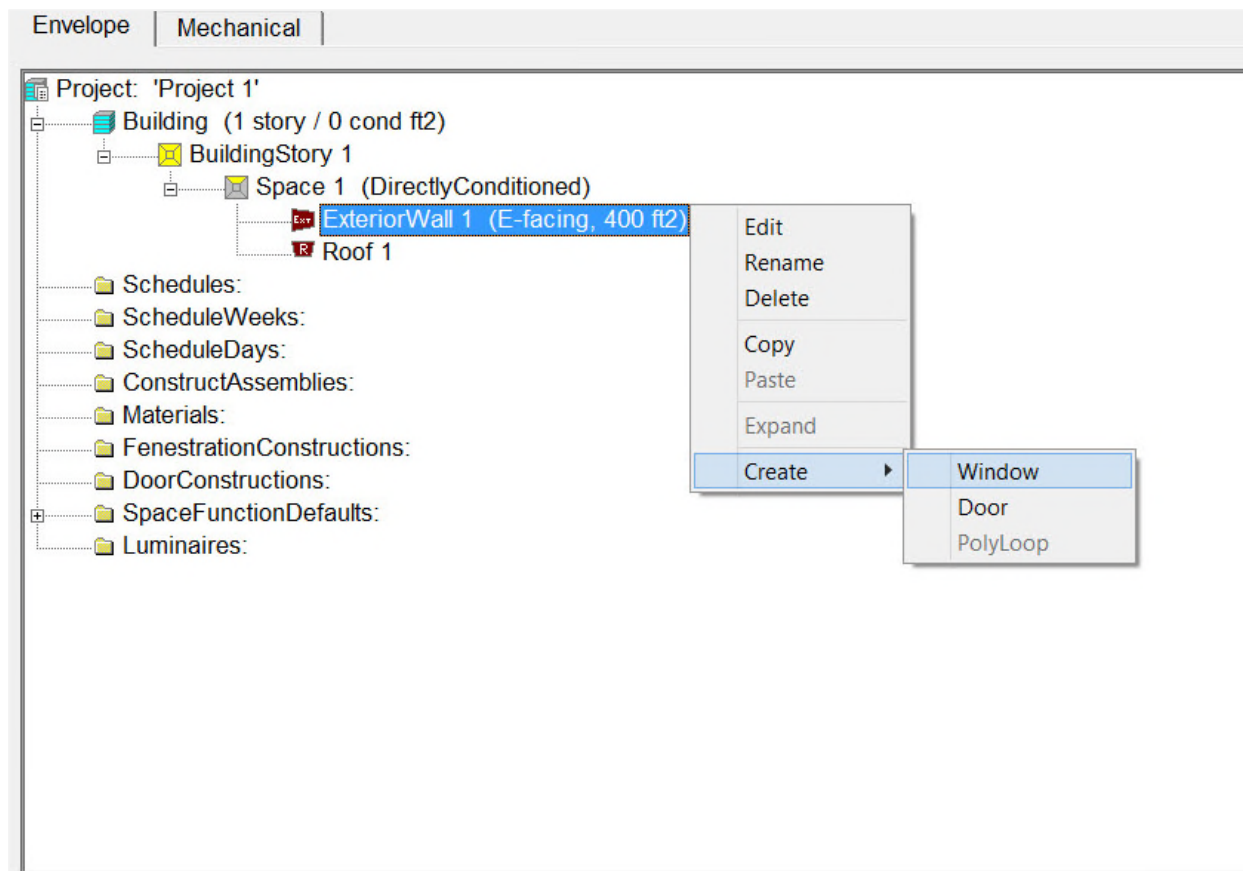 Envelope
Mechanical
Project: 'Project 1'
Building (1 story / 0 cond ft2)
BuildingStory 1
Space 1 (DirectlyConditioned)
Ext ExteriorWall 1 (E-facing, 400 ft2)
R Roof 1
Schedules:
ScheduleWeeks:
ScheduleDays:
ConstructAssemblies:
Materials:
FenestrationConstructions:
DoorConstructions:
SpaceFunctionDefaults:
Luminaires:
Edit
Rename
Delete
Copy
Paste
Expand
Create
Window
Door
PolyLoop